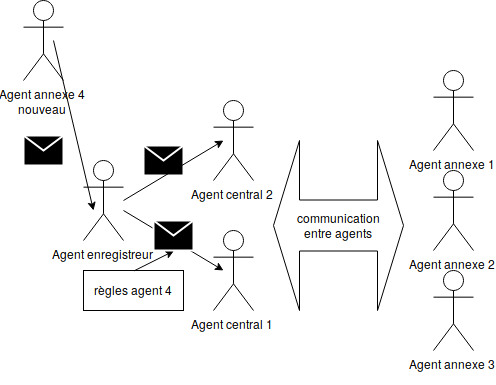 Agent annexe 4
nouveau
Agent central 2
Agent enregistreur
règles agent 4
Agent central 1
communication
entre agents
Agent annexe 1
Agent annexe 2
Agent annexe 3